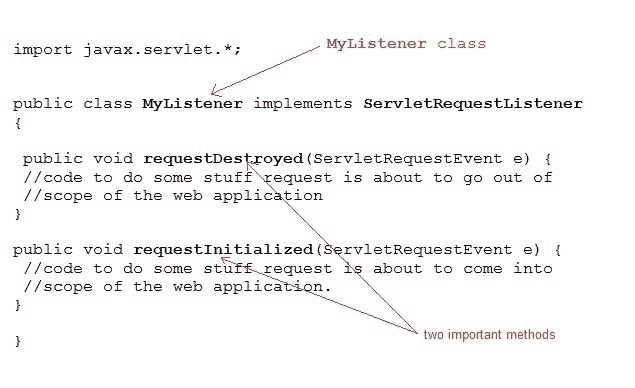 MyListener class
import javax.servlet.*;
public class MyListener implements ServletRequestListener
{
public void requestDestroyed(ServletRequestEvent e) {
//code to do some stuff request is about to go out of
//scope of the web application
}
public void requestInitialized(ServletRequestEvent e) {
//code to do some stuff request is about to come into
//scope of the web application.
}
two important methods
}